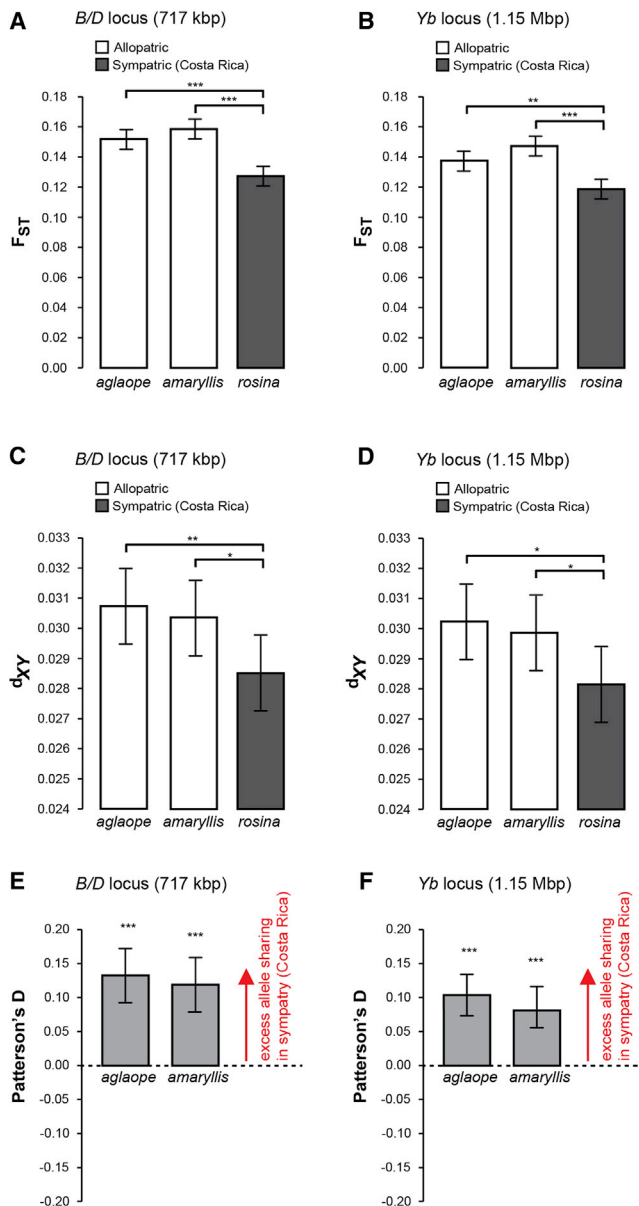 A
B/D locus (717 kbp)
Allopatric
Sympatric (Costa Rica)
***
***
0.18
0.16
0.14
0.12
0.10
0.08
0.06
0.04
0.02
0.00
FST
aglaope amaryllis rosina
B
Yb locus (1.15 Mbp)
Allopatric
Sympatric (Costa Rica)
**
***
0.18
0.16
0.14
0.12
0.10
0.08
0.06
0.04
0.02
0.00
FST
aglaope amaryllis rosina
C
B/D locus (717 kbp)
Allopatric
Sympatric (Costa Rica)
**
*
0.033
0.032
0.031
0.030
0.029
0.028
0.027
0.026
0.025
0.024
dXY
aglaope amaryllis rosina
D
Yb locus (1.15 Mbp)
Allopatric
Sympatric (Costa Rica)
*
*
0.033
0.032
0.031
0.030
0.029
0.028
0.027
0.026
0.025
0.024
dXY
aglaope amaryllis rosina
E
B/D locus (717 kbp)
*** ***
0.20
0.15
0.10
0.05
0.00
-0.05
-0.10
-0.15
-0.20
Patterson's D
aglaope amaryllis
excess allele sharing
in sympatry (Costa Rica)
F
Yb locus (1.15 Mbp)
*** ***
0.20
0.15
0.10
0.05
0.00
-0.05
-0.10
-0.15
-0.20
Patterson's D
aglaope amaryllis
excess allele sharing
in sympatry (Costa Rica)